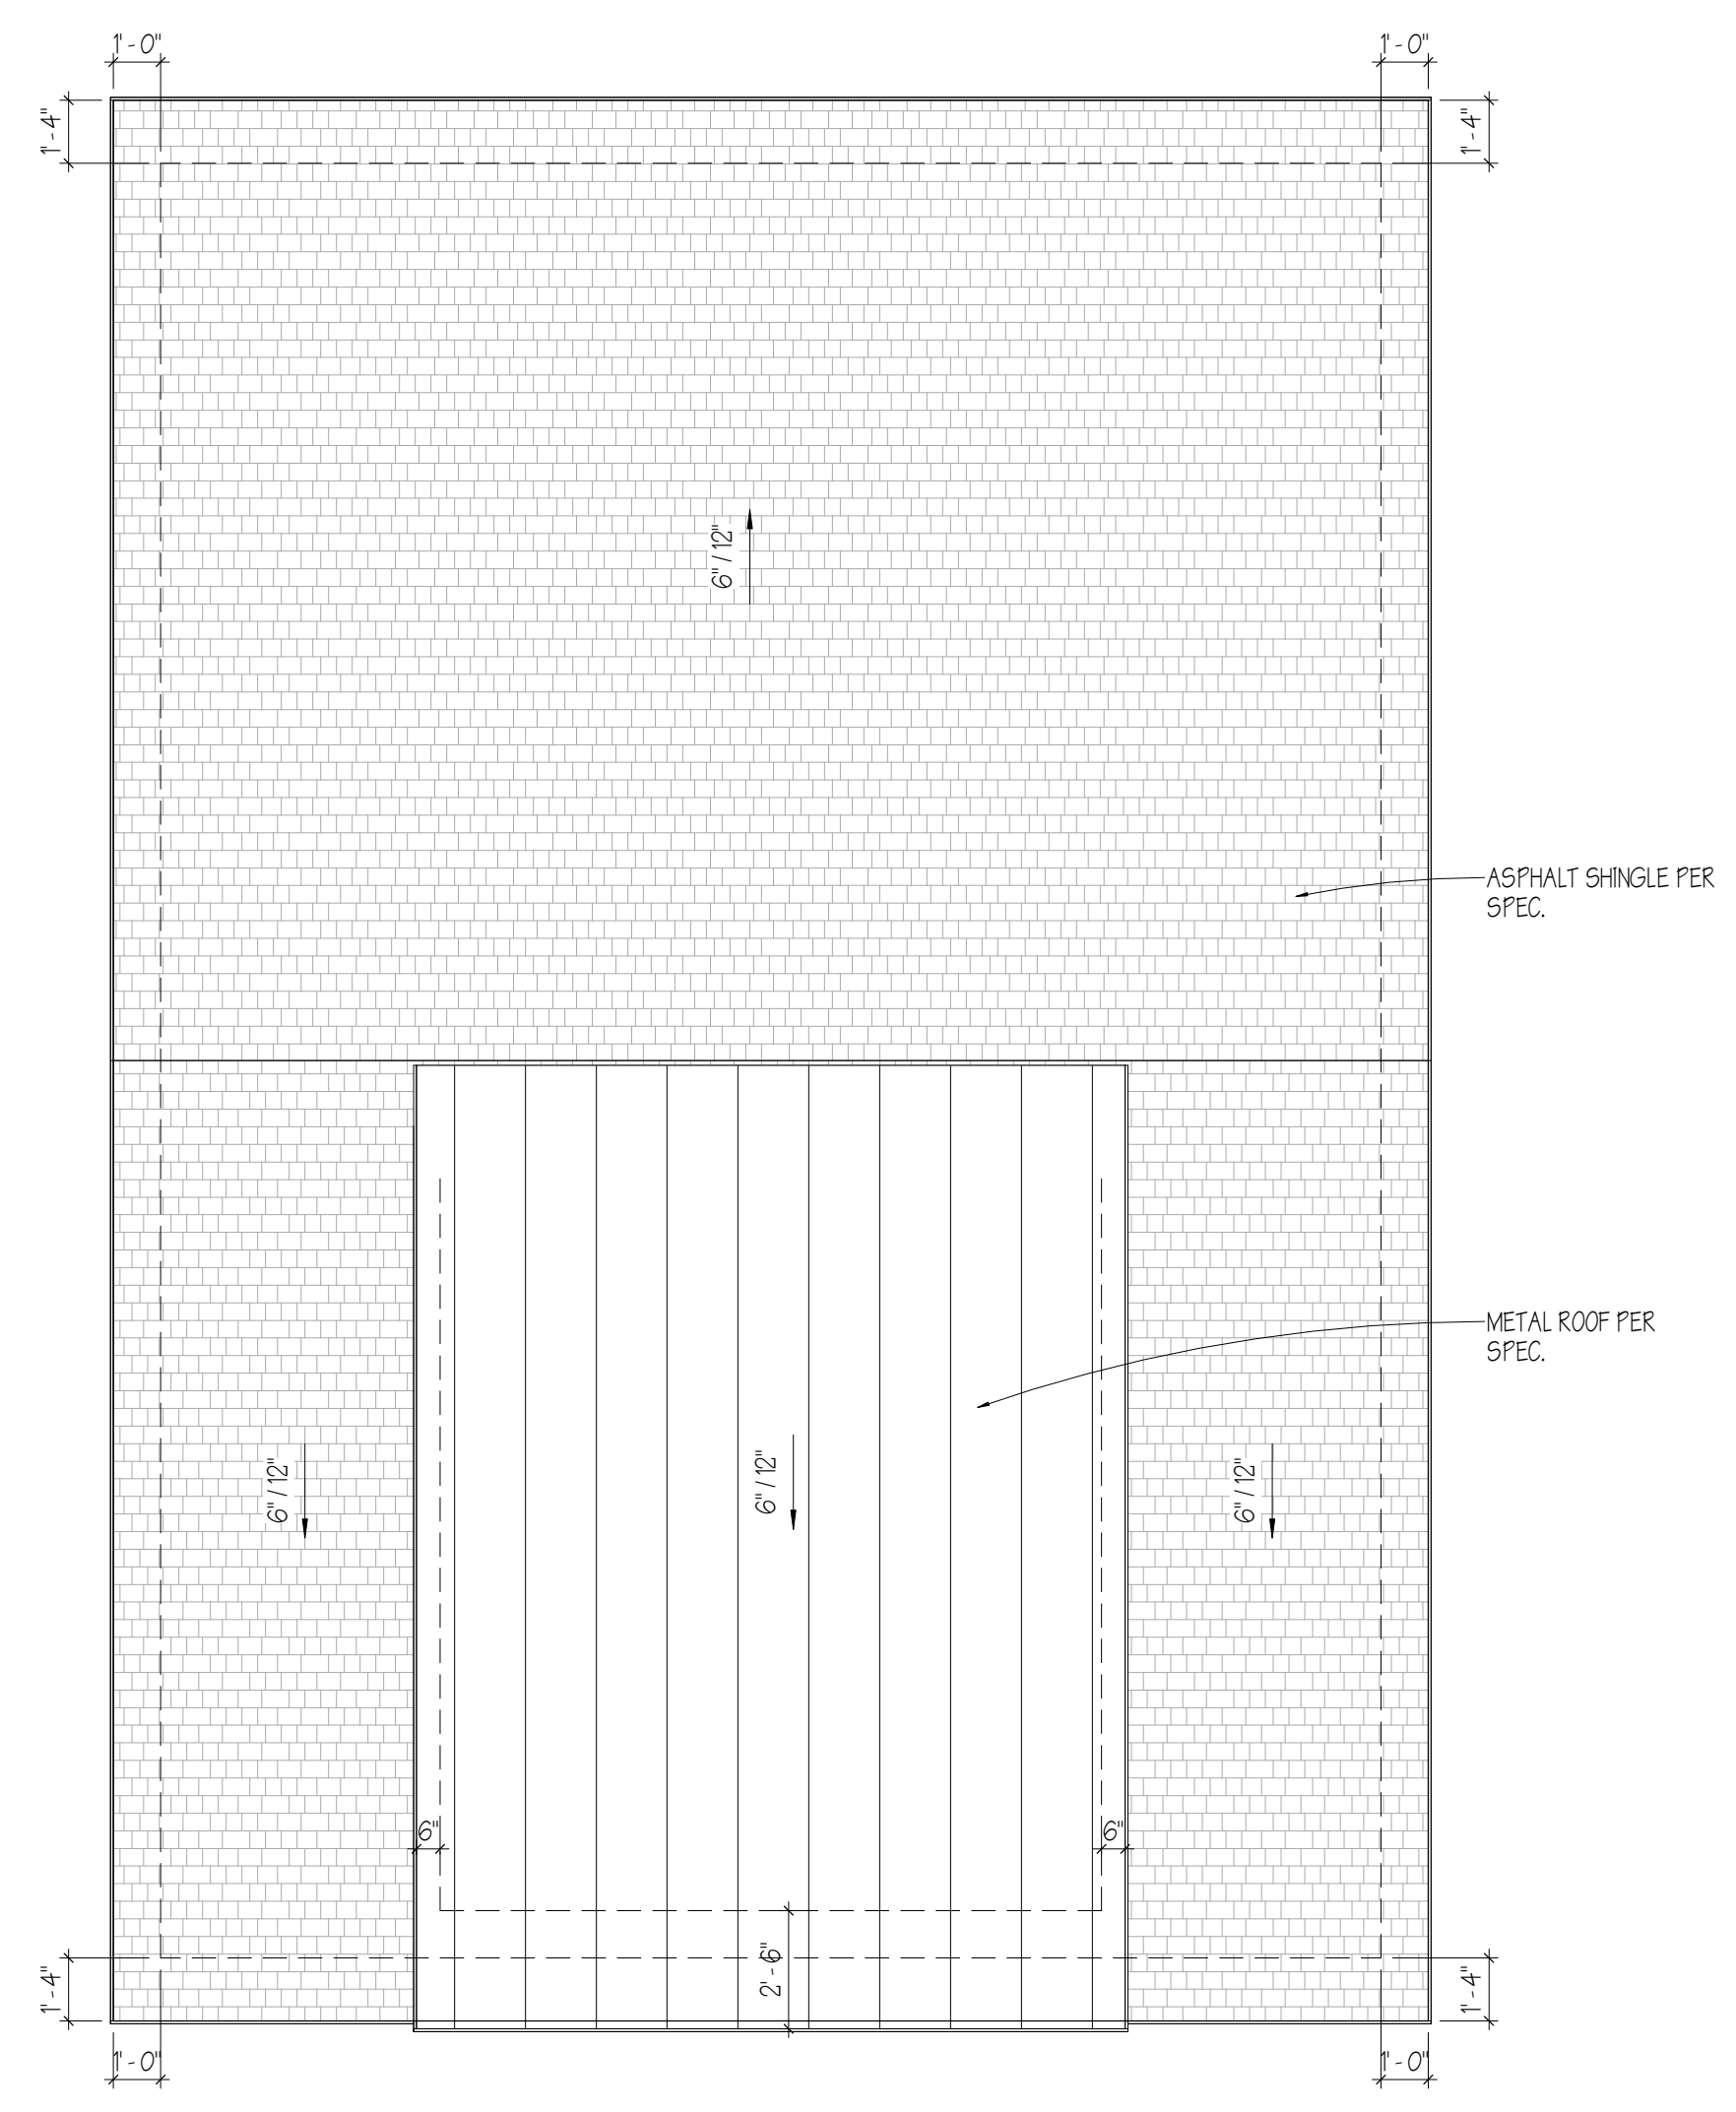 1'-0"
1'-0"
1'-4"
1'-4"
6" / 12"
ASPHALT SHINGLE PER
SPEC.
METAL ROOF PER
SPEC.
6" / 12"
6" / 12"
6" / 12"
6"
6"
2'-6"
1'-4"
1'-4"
1'-0"
1'-0"